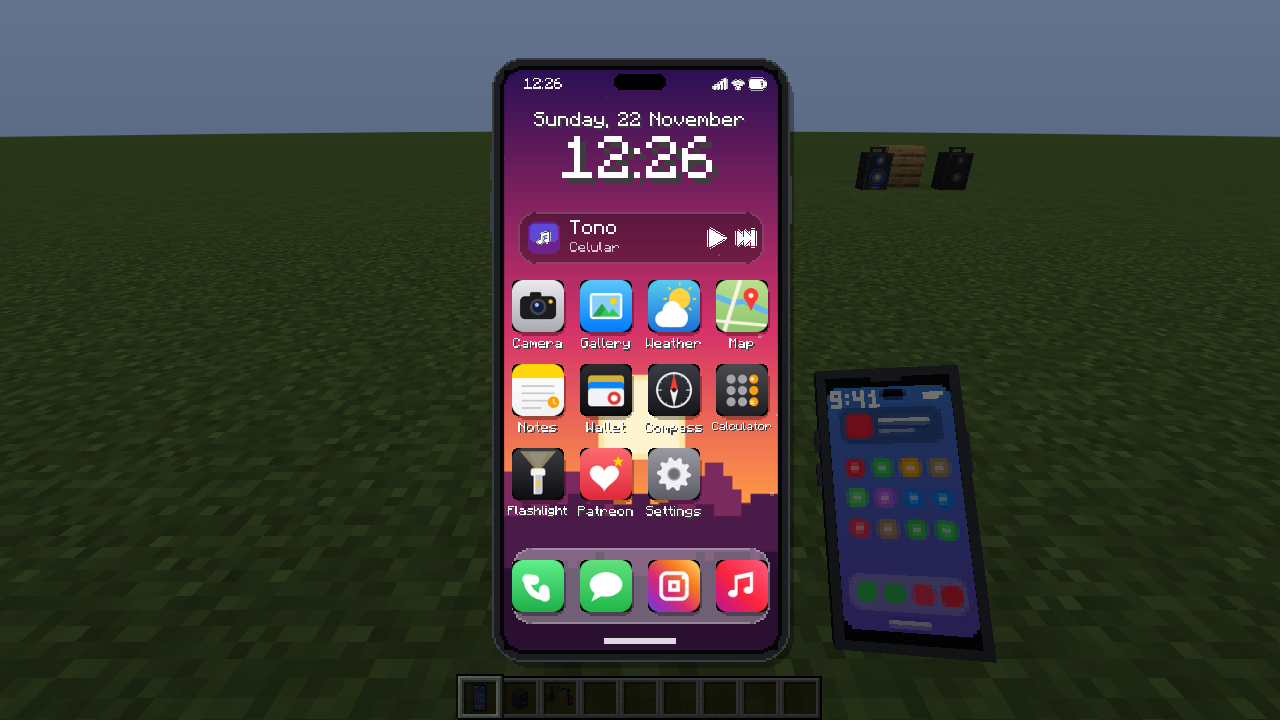 12:26
Sunday, 22 November
12:26
Tono
Celular
Camera Gallery Weather Map
Notes Wallet Compass Calculator
Flashlight Patreon Settings
9:41